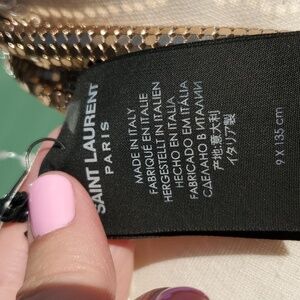 SAINT LAURENT
PARIS
MADE IN ITALY
FABRIQUÉ EN ITALIE
HERGESTELLT IN ITALIEN
HECHO EN ITALIA
FABRICADO EM ITÁLIA
СДЕЛАНО В ИТАЛИИ
产地:意大利
イタリア製
9 X 135 cm